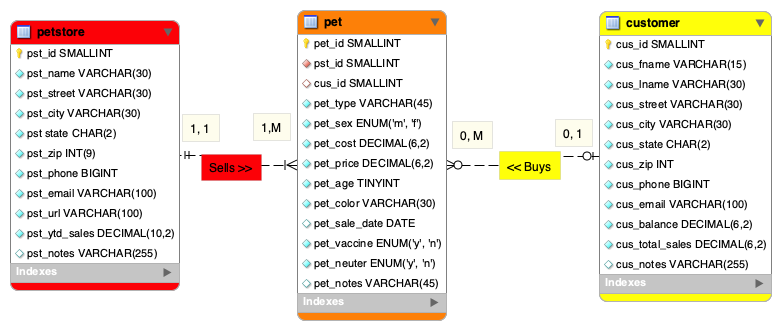 petstore
pst_id SMALLINT
pst_name VARCHAR(30)
pst_street VARCHAR(30)
pst_city VARCHAR(30)
pst state CHAR(2)
pst_zip INT(9)
pst_phone BIGINT
pst_email VARCHAR(100)
pst_url VARCHAR(100)
pst_ytd_sales DECIMAL(10,2)
pst_notes VARCHAR(255)
Indexes
1, 1
Sells >>
1,M
pet
pet_id SMALLINT
pst_id SMALLINT
cus_id SMALLINT
pet_type VARCHAR(45)
pet_sex ENUM('m', 'f')
pet_cost DECIMAL(6,2)
pet_price DECIMAL(6,2)
pet_age TINYINT
pet_color VARCHAR(30)
pet_sale_date DATE
pet_vaccine ENUM('y', 'n')
pet_neuter ENUM('y', 'n')
pet_notes VARCHAR(45)
Indexes
0, M
<< Buys
0, 1
customer
cus_id SMALLINT
cus_fname VARCHAR(15)
cus_lname VARCHAR(30)
cus_street VARCHAR(30)
cus_city VARCHAR(30)
cus_state CHAR(2)
cus_zip INT
cus_phone BIGINT
cus_email VARCHAR(100)
cus_balance DECIMAL(6,2)
cus_total_sales DECIMAL(6,2)
cus_notes VARCHAR(255)
Indexes